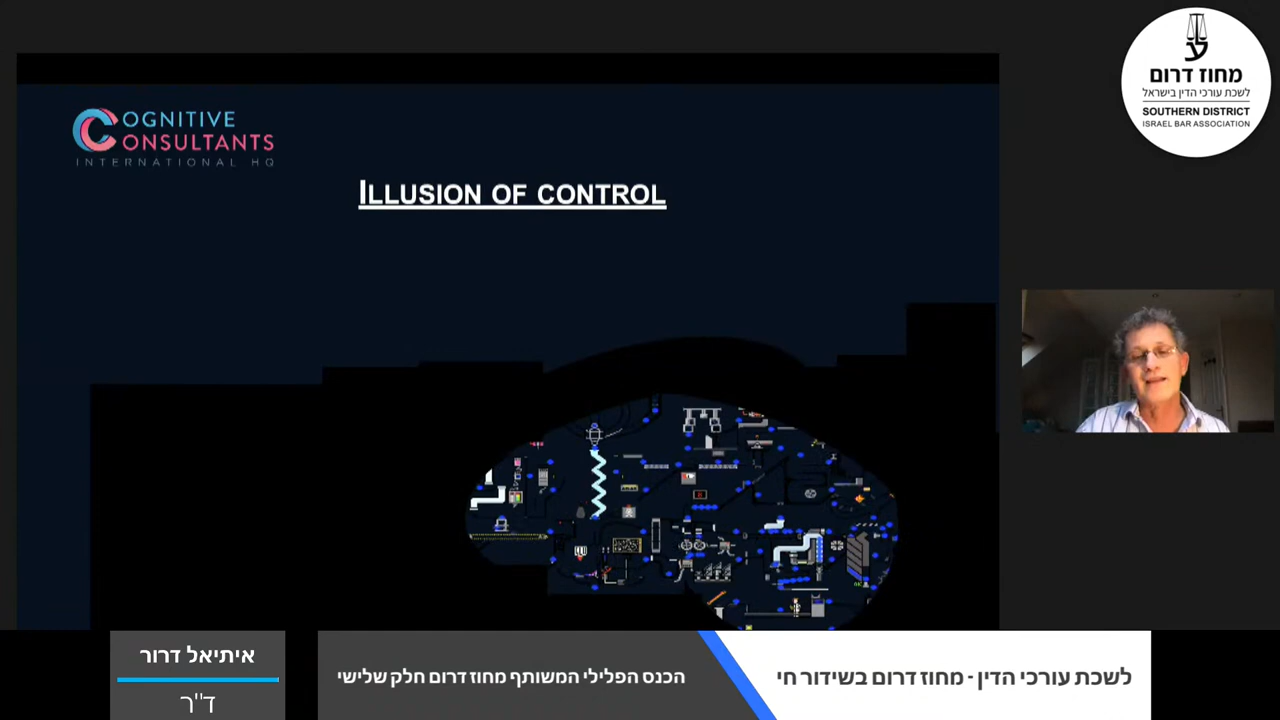 COGNITIVE
CONSULTANTS
INTERNATIONAL HQ
ILLUSION OF CONTROL
מחוז דרום
לשכת עורכי הדין בישראל
SOUTHERN DISTRICT
ISRAEL BAR ASSOCIATION
איתיאל דרור
ד"ר
הכנס הפלילי המשותף מחוז דרום חלק שלישי
לשכת עורכי הדין - מחוז דרום בשידור חי